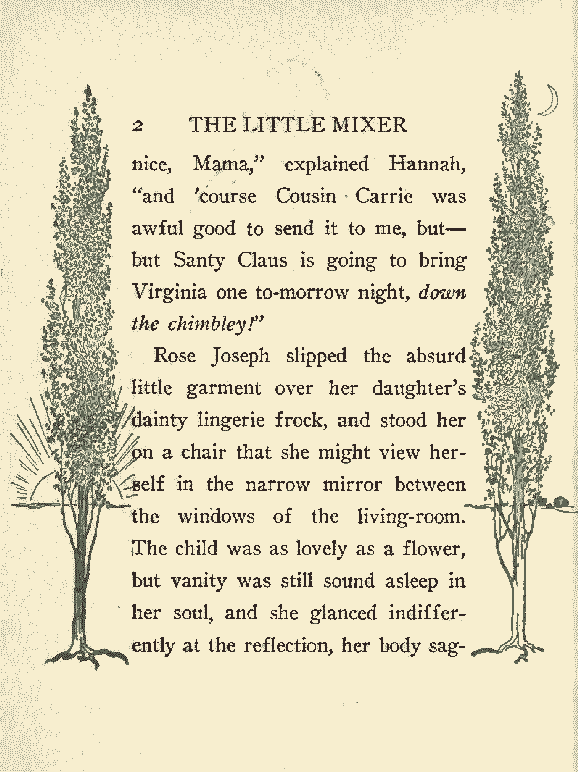 2 THE LITTLE MIXER
nice, Mama,” explained Hannah,
“and ’course Cousin Carrie was
awful good to send it to me, but—
but Santy Claus is going to bring
Virginia one to-morrow night, down
the chimbley!”
Rose Joseph slipped the absurd
little garment over her daughter’s
dainty lingerie frock, and stood her
on a chair that she might view her-
self in the narrow mirror between
the windows of the living-room.
The child was as lovely as a flower,
but vanity was still sound asleep in
her soul, and she glanced indiffer-
ently at the reflection, her body sag-